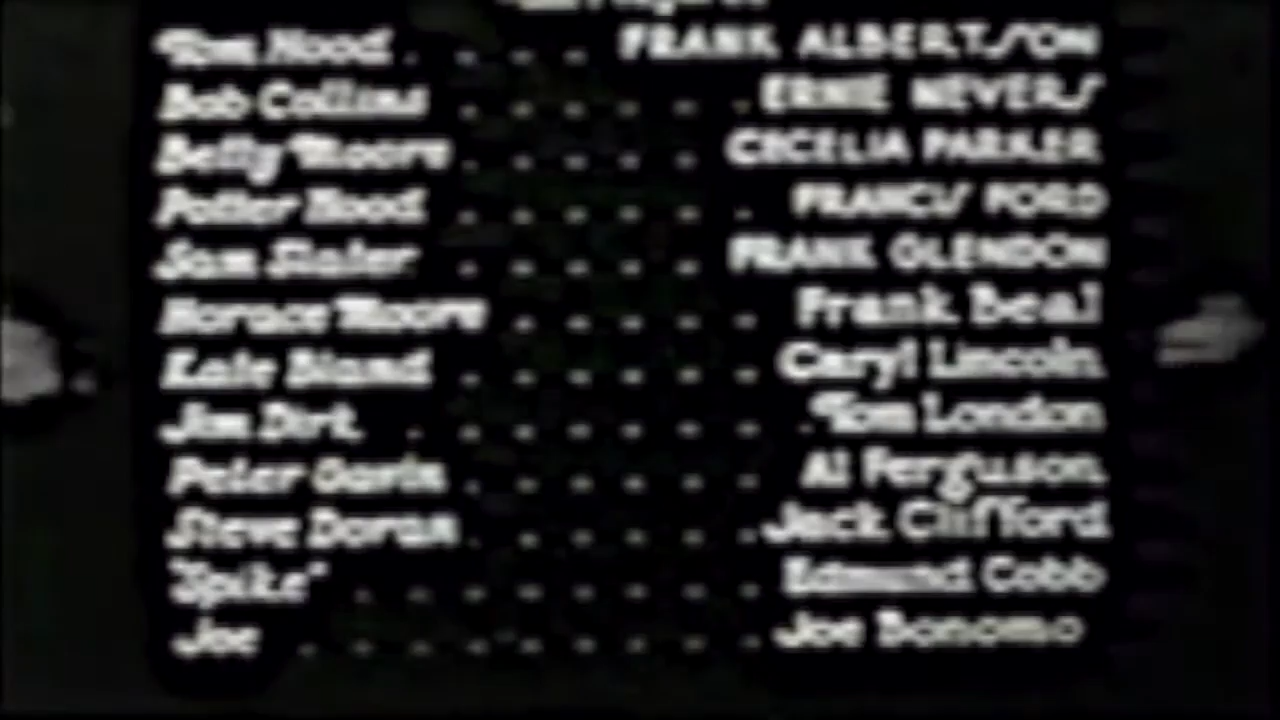 Tom Hood . . . . FRANK ALBERTSON
Bob Collins . . . . . . ERNIE NEVERS
Betty Moore . . . . . CECELIA PARKER
Potter Hood . . . . . . FRANCIS FORD
Sam Slater . . . . . FRANK GLENDON
Horace Moore . . . . . Frank Beal
Kate Bland . . . . . . Caryl Lincoln
Jim Dirk . . . . . . . . Tom London
Peter Gavin . . . . . . Al Ferguson
Steve Doran . . . . . . Jack Clifford
"Spike" . . . . . . . . Edmund Cobb
Joe . . . . . . . . . Joe Bonomo